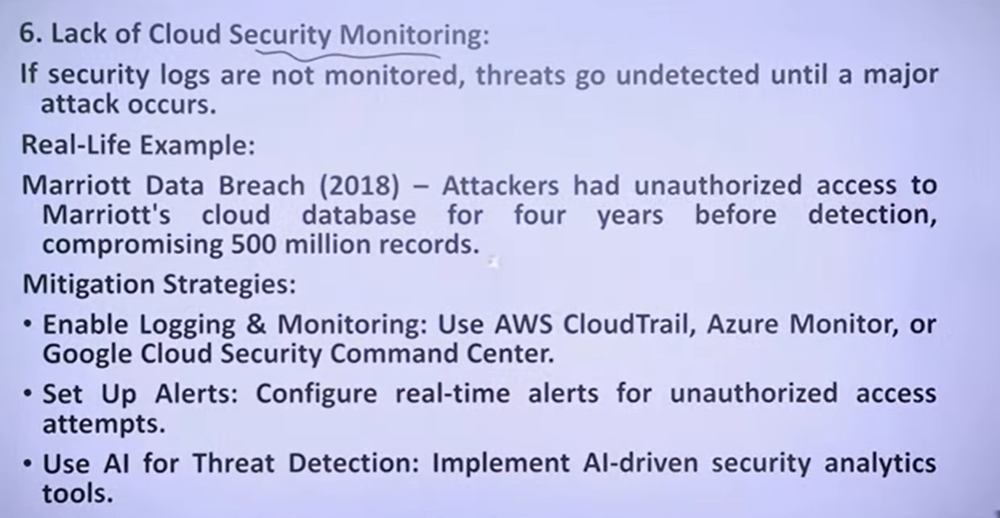 6. Lack of Cloud Security Monitoring:
If security logs are not monitored, threats go undetected until a major
attack occurs.
Real-Life Example:
Marriott Data Breach (2018) – Attackers had unauthorized access to
Marriott's cloud database for four years before detection,
compromising 500 million records.
Mitigation Strategies:
• Enable Logging & Monitoring: Use AWS CloudTrail, Azure Monitor, or
Google Cloud Security Command Center.
• Set Up Alerts: Configure real-time alerts for unauthorized access
attempts.
• Use AI for Threat Detection: Implement AI-driven security analytics
tools.